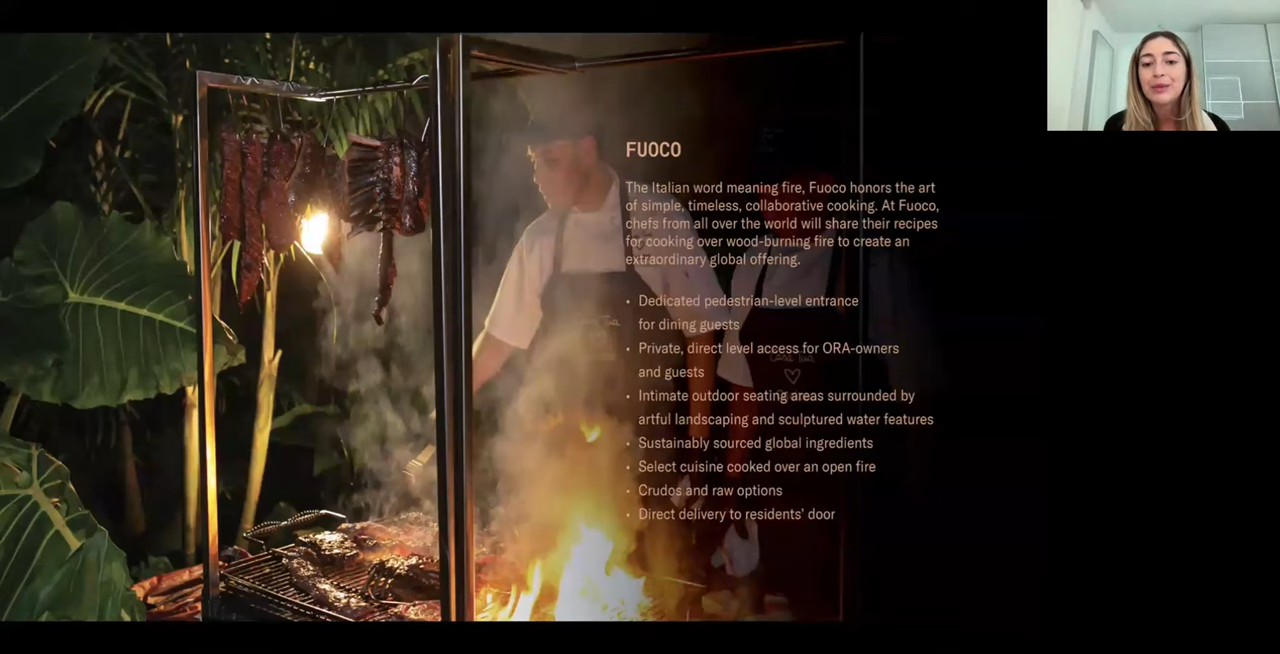 FUOCO
The Italian word meaning fire, Fuoco honors the art
of simple, timeless, collaborative cooking. At Fuoco,
chefs from all over the world will share their recipes
for cooking over wood-burning fire to create an
extraordinary global offering.
• Dedicated pedestrian-level entrance
for dining guests
• Private, direct level access for ORA-owners
and guests
• Intimate outdoor seating areas surrounded by
artful landscaping and sculptured water features
• Sustainably sourced global ingredients
• Select cuisine cooked over an open fire
• Crudos and raw options
• Direct delivery to residents' door